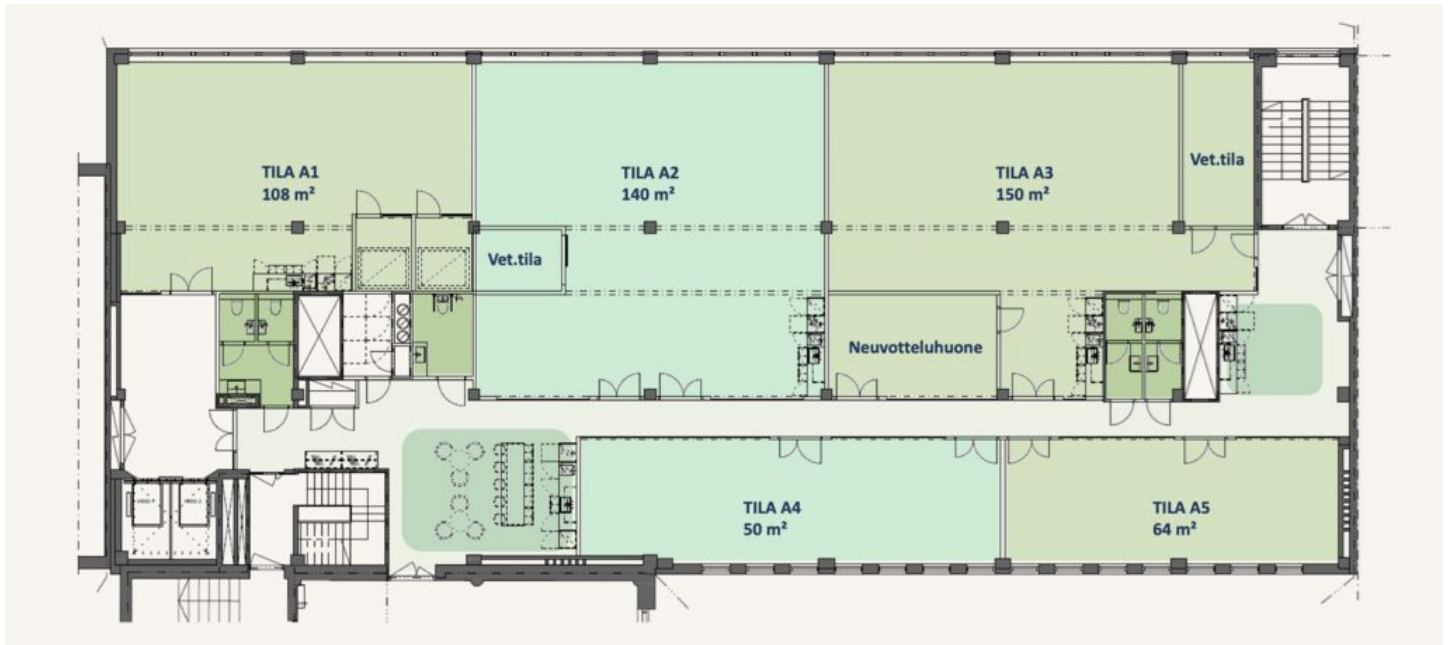 TILA A1
108 m²
TILA A2
140 m²
TILA A3
150 m²
Vet.tila
Vet.tila
Neuvotteluhuone
TILA A4
50 m²
TILA A5
64 m²